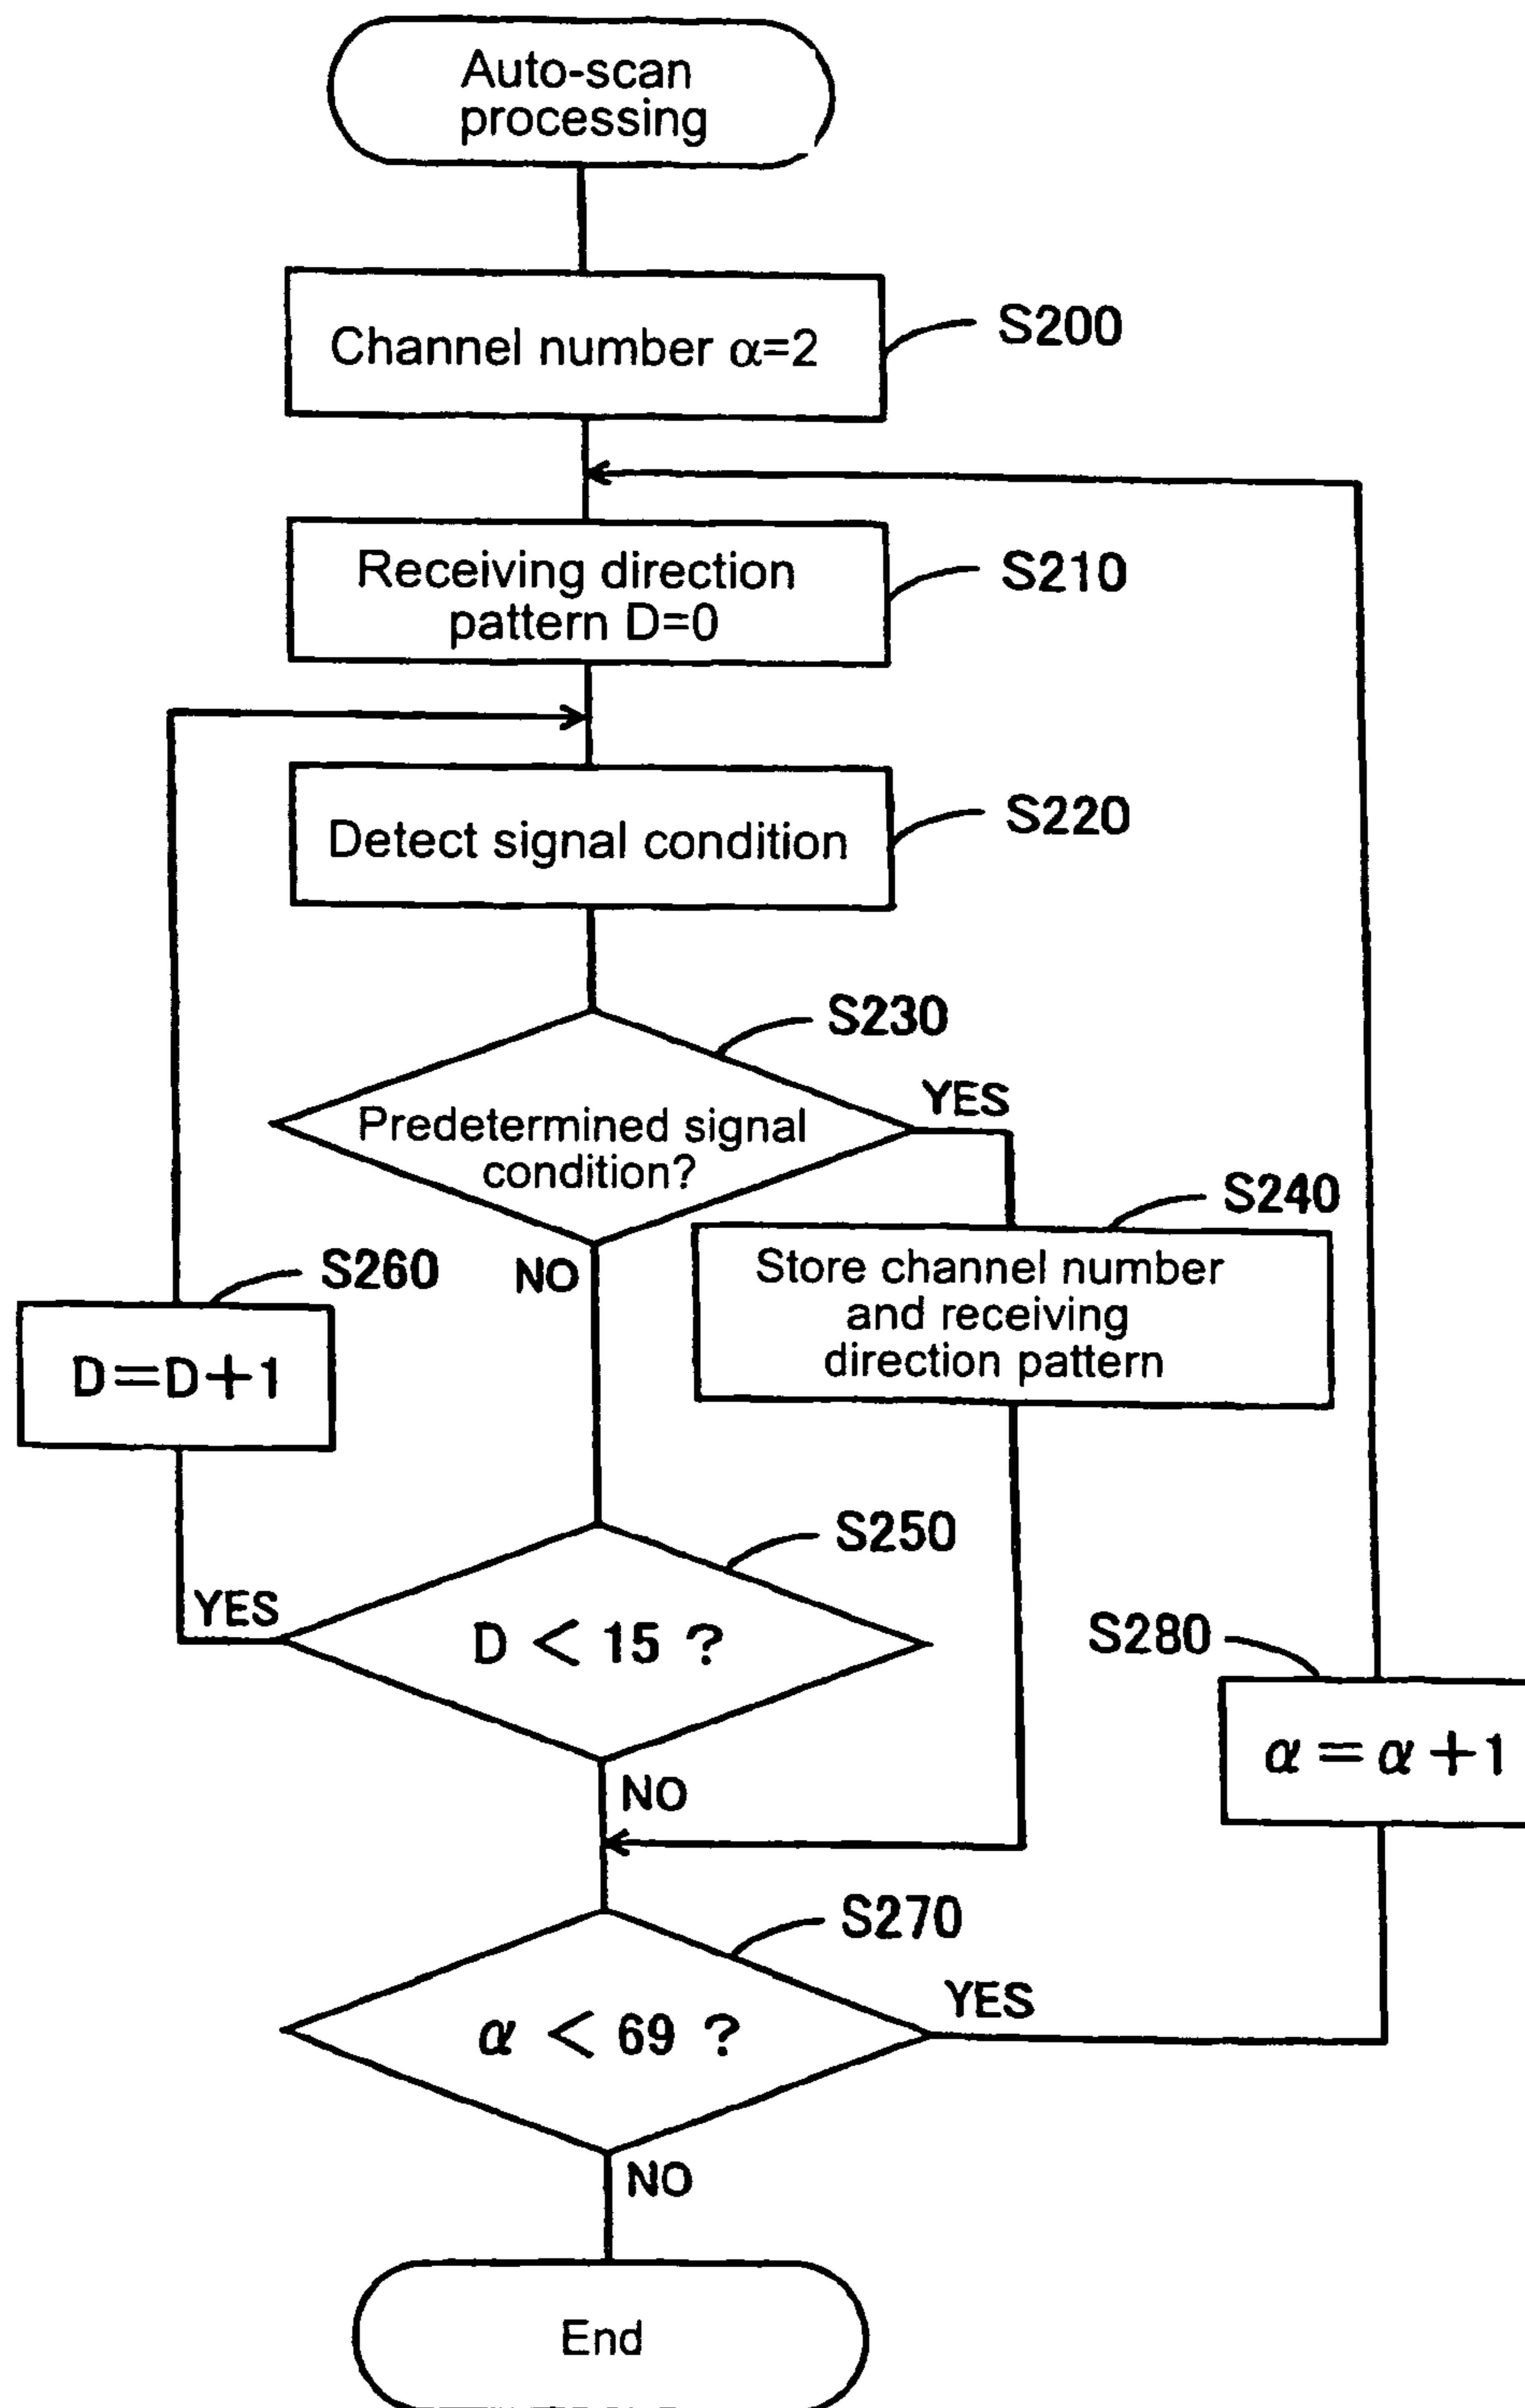 Auto-scan
processing
Channel number α=2
S200
Receiving direction
pattern D=0
S210
Detect signal condition
S220
S230
Predetermined signal
condition?
YES
NO
S240
Store channel number
and receiving
direction pattern
S260
D=D+1
S250
D < 15 ?
YES
NO
S280
α=α+1
S270
α < 69 ?
YES
NO
End